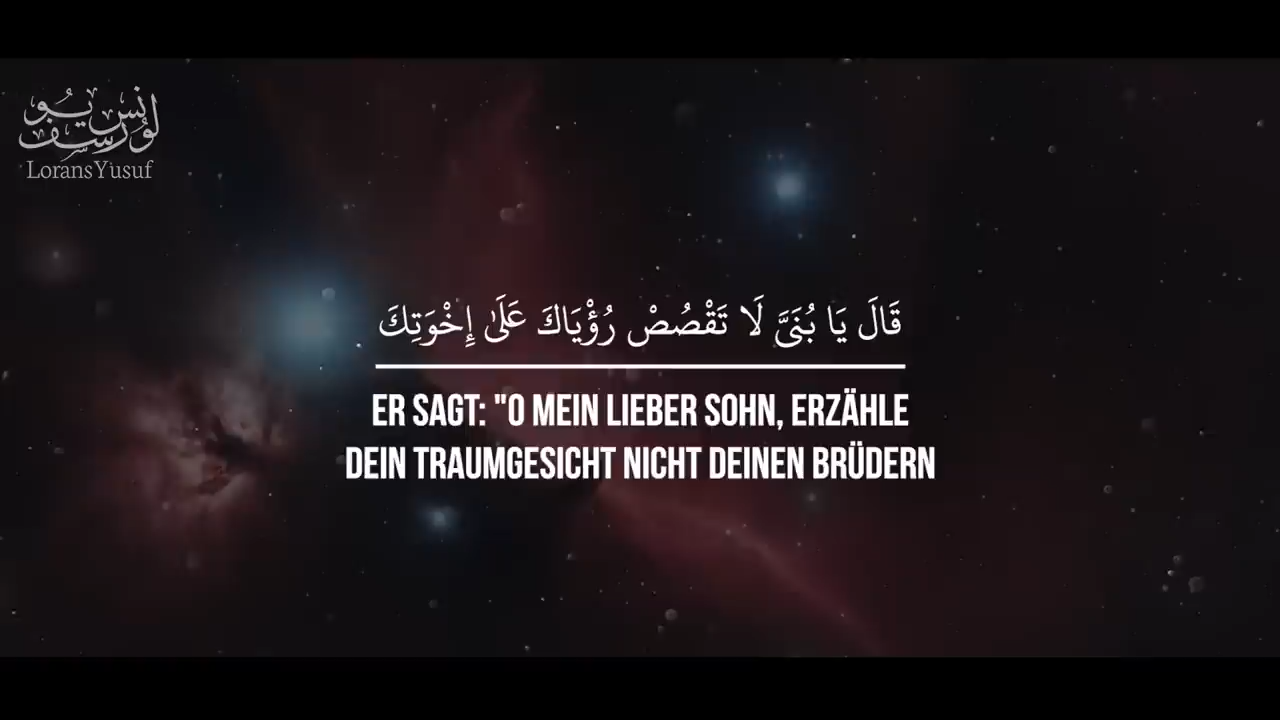 لورنس يوسف
LoransYusuf
قَالَ يَا بُنَىَّ لَا تَقْصُصْ رُؤْيَاكَ عَلَىٰ إِخْوَتِكَ
ER SAGT: "O MEIN LIEBER SOHN, ERZÄHLE
DEIN TRAUMGESICHT NICHT DEINEN BRÜDERN